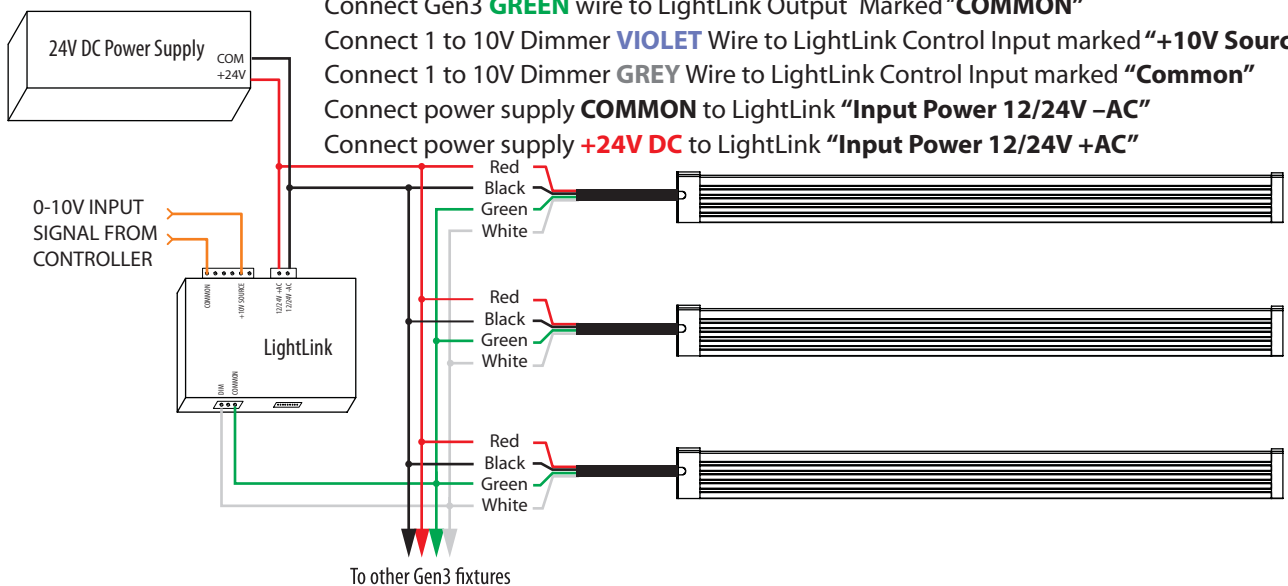 Connect Gen3 GREEN wire to LightLink Output Marked "COMMON"
Connect 1 to 10V Dimmer VIOLET Wire to LightLink Control Input marked "+10V Sourc
Connect 1 to 10V Dimmer GREY Wire to LightLink Control Input marked "Common"
Connect power supply COMMON to LightLink "Input Power 12/24V –AC"
Connect power supply +24V DC to LightLink "Input Power 12/24V +AC"
24V DC Power Supply
COM
+24V
Red
Black
Green
White
0-10V INPUT
SIGNAL FROM
CONTROLLER
COMMON
+10V SOURCE
12/24V +AC
12/24V -AC
LightLink
DIM
COMMON
Red
Black
Green
White
Red
Black
Green
White
To other Gen3 fixtures